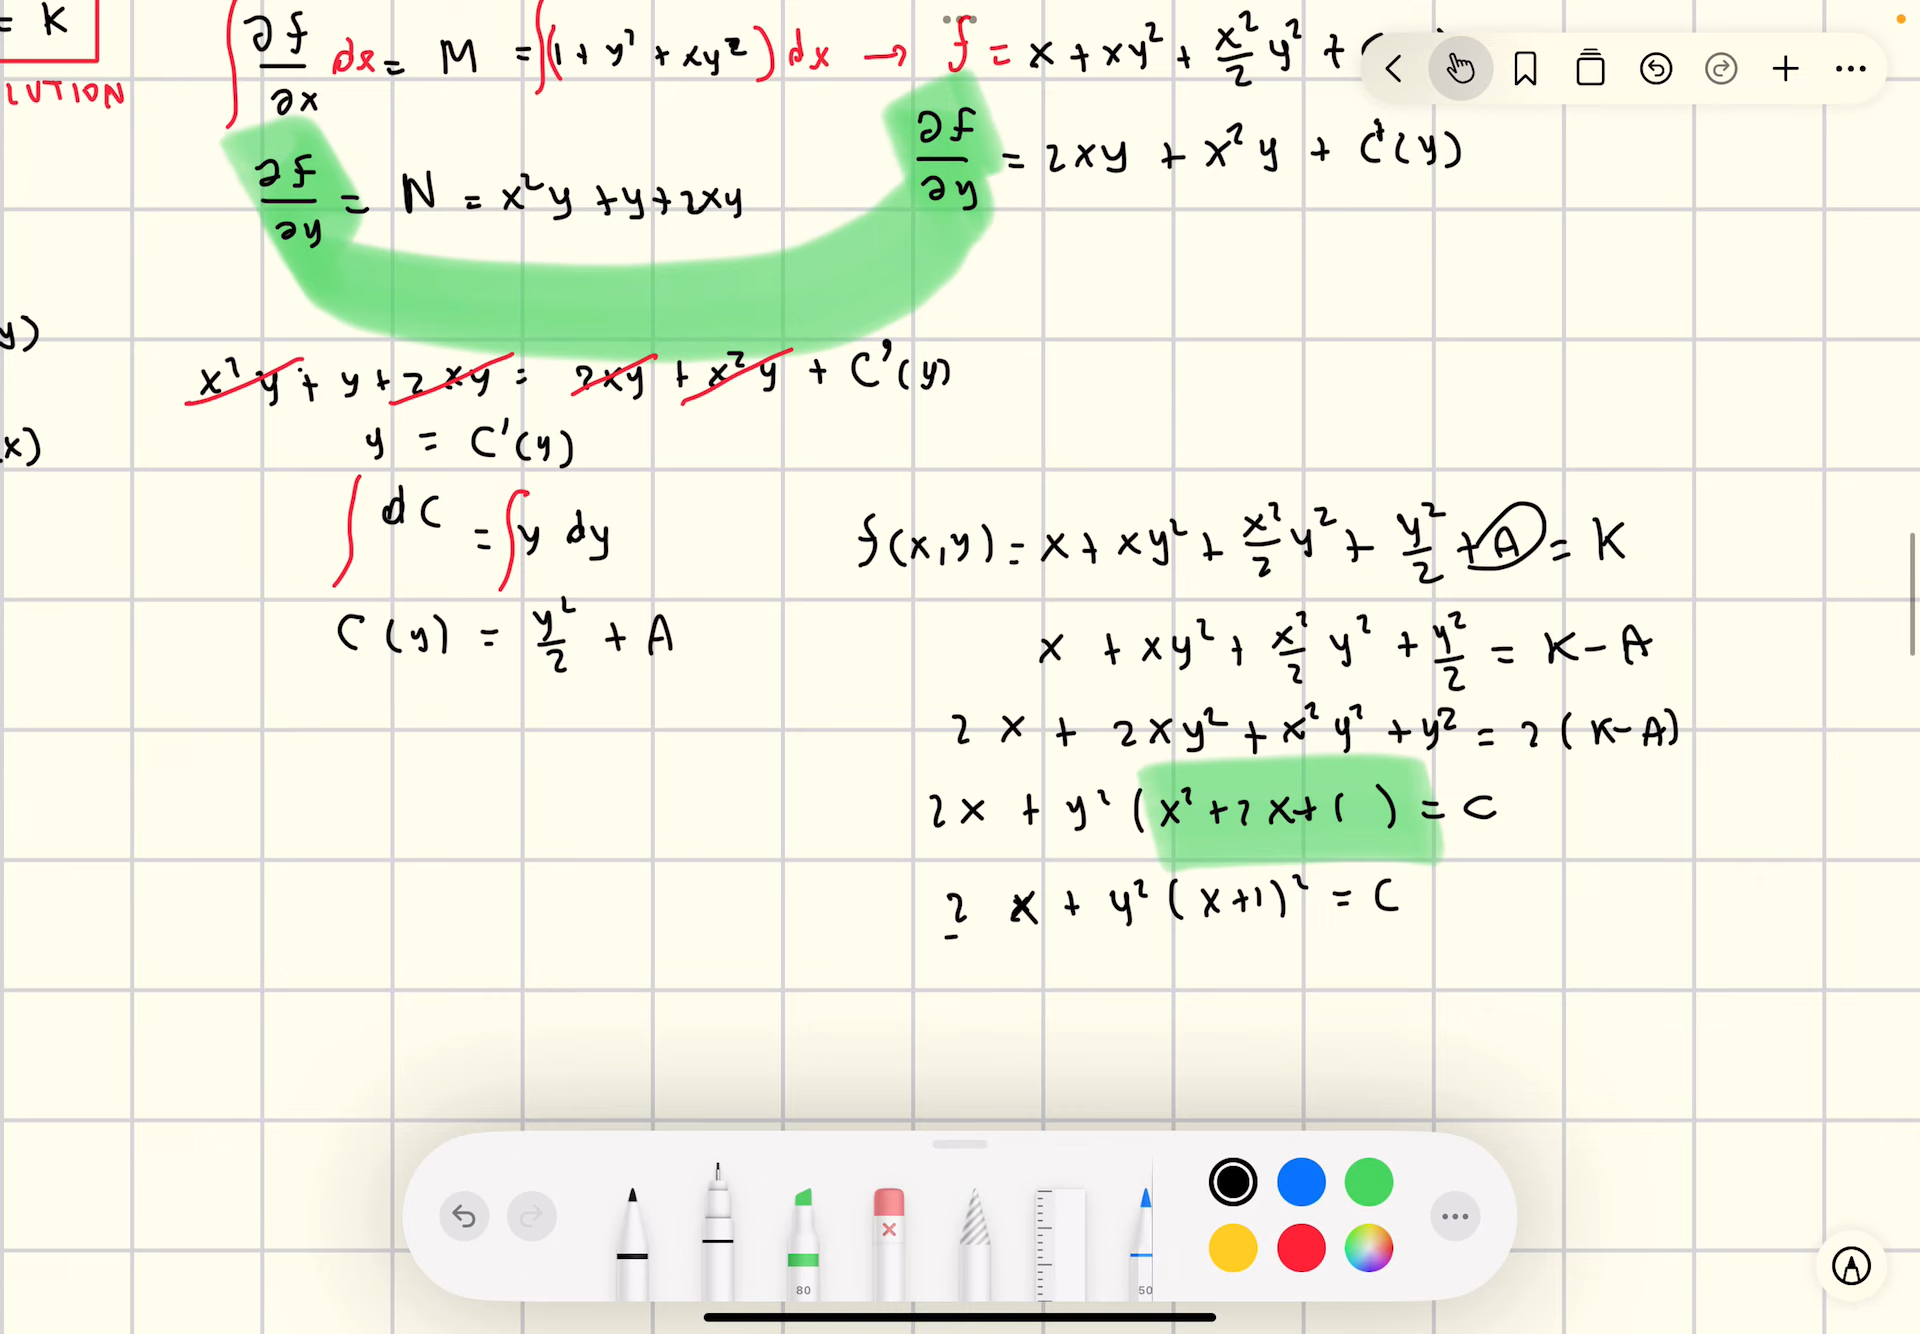 = K
LUTION
∫ ∂f/∂x dx = M = ∫(1 + y² + xy²) dx → f = x + xy² + x²/2 y² +
∂f/∂y = N = x²y + y + 2xy
∂f/∂y = 2xy + x²y + C'(y)
y)
x²y + y + 2xy = 2xy + x²y + C'(y)
x)
y = C'(y)
∫ dC = ∫ y dy
C(y) = y²/2 + A
f(x,y) = x + xy² + x²/2 y² + y²/2 + A = K
x + xy² + x²/2 y² + y²/2 = K - A
2x + 2xy² + x²y² + y² = 2(K-A)
2x + y²(x² + 2x + 1) = C
2x + y²(x+1)² = C
80
50